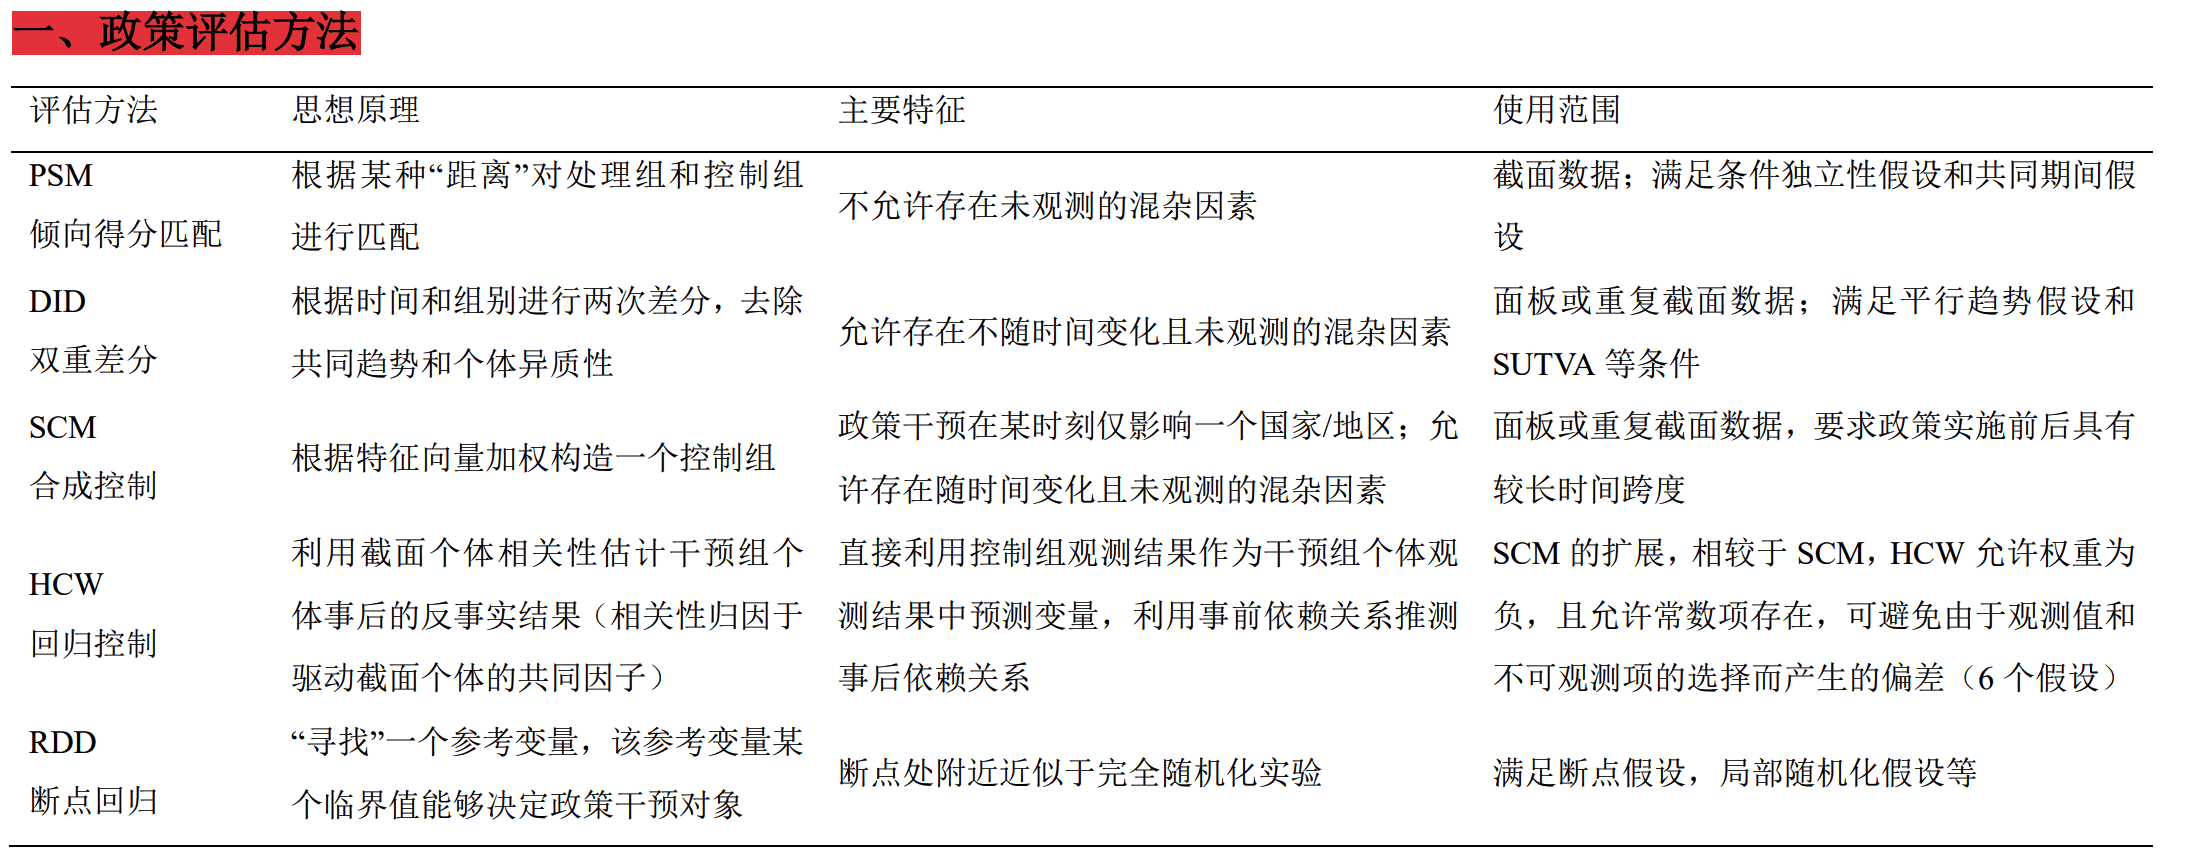 一、政策评估方法
评估方法 思想原理 主要特征 使用范围
PSM
倾向得分匹配
根据某种“距离”对处理组和控制组
进行匹配
不允许存在未观测的混杂因素
截面数据；满足条件独立性假设和共同期间假
设
DID
双重差分
根据时间和组别进行两次差分，去除
共同趋势和个体异质性
允许存在不随时间变化且未观测的混杂因素
面板或重复截面数据；满足平行趋势假设和
SUTVA 等条件
SCM
合成控制
根据特征向量加权构造一个控制组
政策干预在某时刻仅影响一个国家/地区；允
许存在随时间变化且未观测的混杂因素
面板或重复截面数据，要求政策实施前后具有
较长时间跨度
HCW
回归控制
利用截面个体相关性估计干预组个
体事后的反事实结果（相关性归因于
驱动截面个体的共同因子）
直接利用控制组观测结果作为干预组个体观
测结果中预测变量，利用事前依赖关系推测
事后依赖关系
SCM 的扩展，相较于 SCM，HCW 允许权重为
负，且允许常数项存在，可避免由于观测值和
不可观测项的选择而产生的偏差（6 个假设）
RDD
断点回归
“寻找”一个参考变量，该参考变量某
个临界值能够决定政策干预对象
断点处附近近似于完全随机化实验
满足断点假设，局部随机化假设等